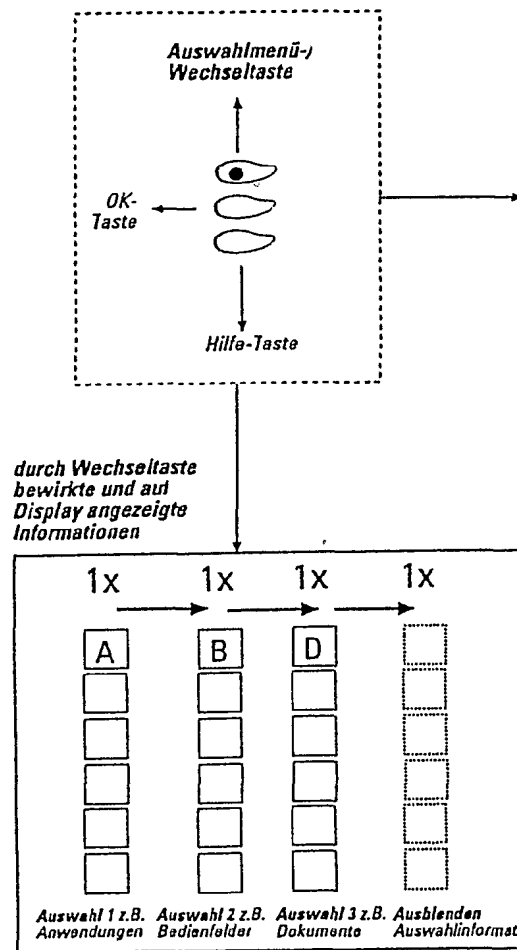 Auswahlmenü-/
Wechseltaste
OK-
Taste
Hilfe-Taste
durch Wechseltaste
bewirkte und auf
Display angezeigte
Informationen
1x 1x 1x 1x
A B D
Auswahl 1 z.B. Auswahl 2 z.B. Auswahl 3 z.B. Ausblenden
Anwendungen Bedienfelder Dokumente Auswahlinformat